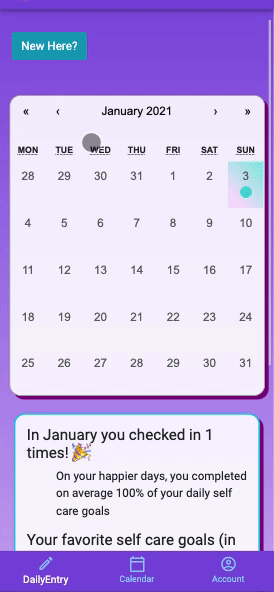 New Here?
« ‹ January 2021 › »
MON TUE WED THU FRI SAT SUN
28 29 30 31 1 2 3
4 5 6 7 8 9 10
11 12 13 14 15 16 17
18 19 20 21 22 23 24
25 26 27 28 29 30 31
In January you checked in 1
times! 🎉
On your happier days, you completed
on average 100% of your daily self
care goals
Your favorite self care goals (in
DailyEntry Calendar Account